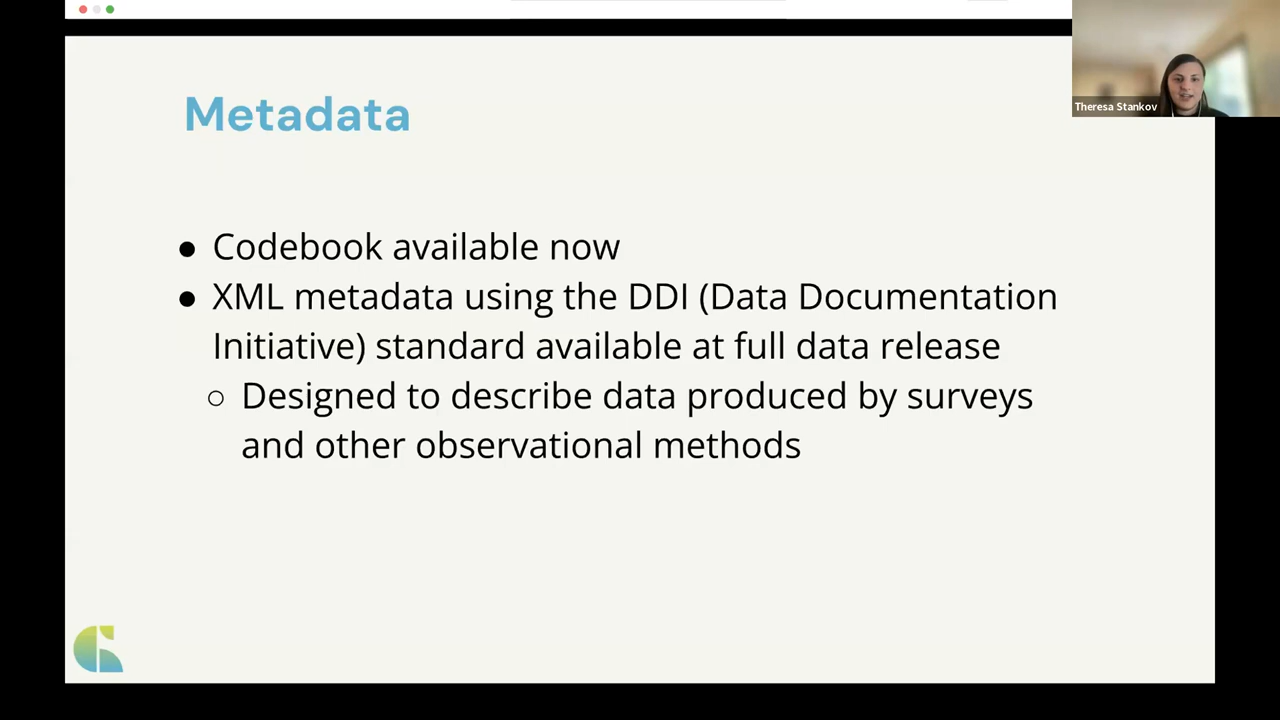 Metadata
Theresa Stankov
● Codebook available now
● XML metadata using the DDI (Data Documentation
Initiative) standard available at full data release
○ Designed to describe data produced by surveys
and other observational methods